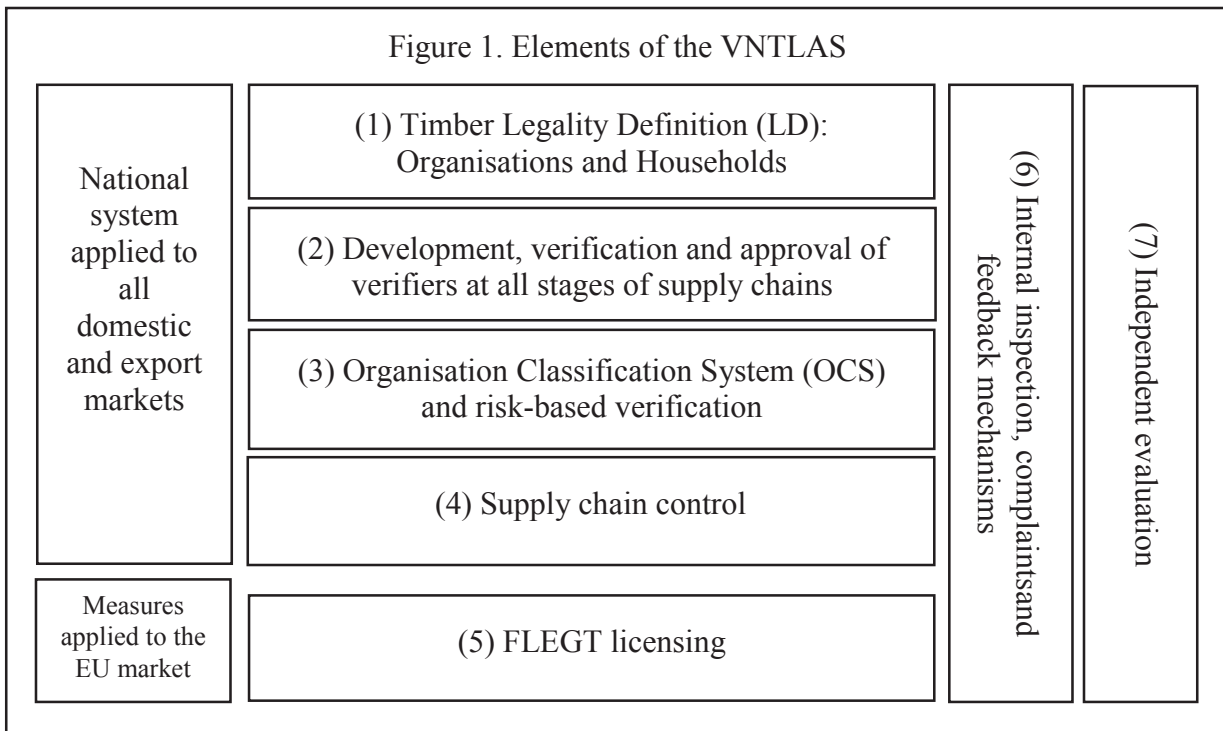 Figure 1. Elements of the VNTLAS
National
system
applied to
all
domestic
and export
markets
(1) Timber Legality Definition (LD):
Organisations and Households
(2) Development, verification and approval of
verifiers at all stages of supply chains
(3) Organisation Classification System (OCS)
and risk-based verification
(4) Supply chain control
Measures
applied to the
EU market
(5) FLEGT licensing
(6) Internal inspection, complaintsand
feedback mechanisms
(7) Independent evaluation